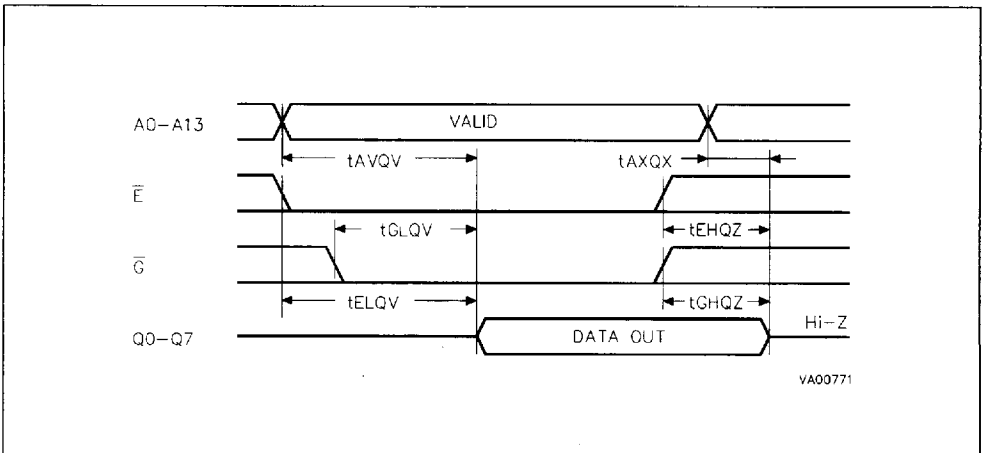 A0-A13
VALID
tAVQV
tAXQX
E̅
tGLQV
tEHQZ
G̅
tELQV
tGHQZ
Q0-Q7
DATA OUT
Hi-Z
VA00771